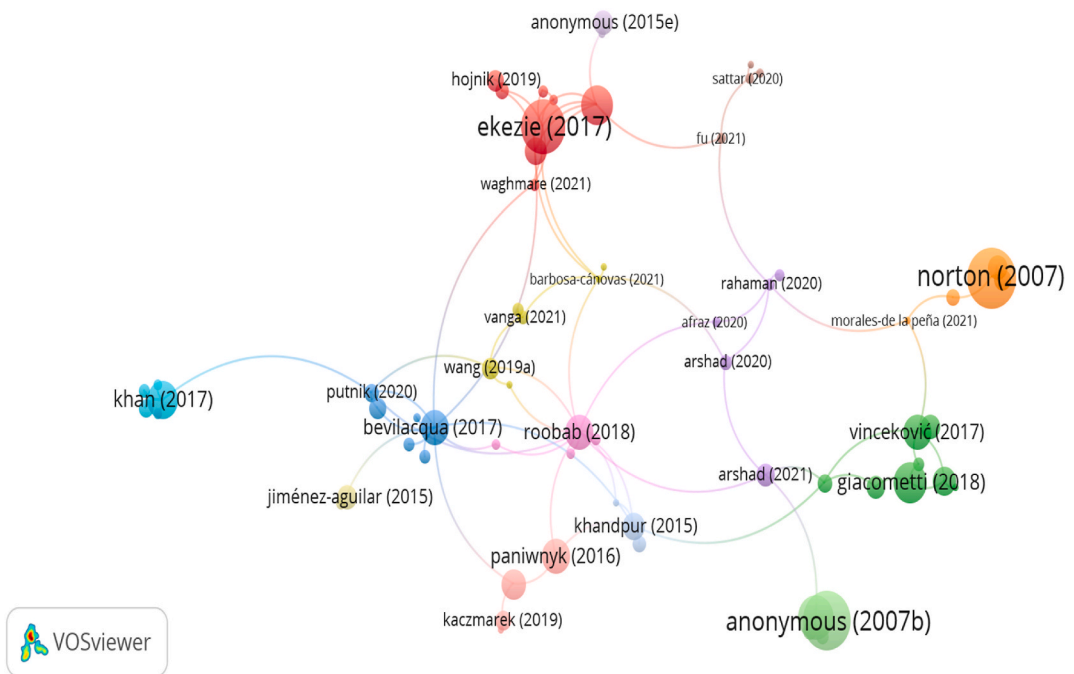 anonymous (2015e)
hojnik (2019)
sattar (2020)
ekezie (2017)
fu (2021)
waghmare (2021)
barbosa-cánovas (2021)
rahaman (2020)
norton (2007)
vanga (2021)
afraz (2020)
morales-de la peña (2021)
arshad (2020)
wang (2019a)
putnik (2020)
khan (2017)
bevilacqua (2017)
roobab (2018)
vinceković (2017)
arshad (2021)
giacometti (2018)
jiménez-aguilar (2015)
khandpur (2015)
paniwnyk (2016)
kaczmarek (2019)
anonymous (2007b)
VOSviewer